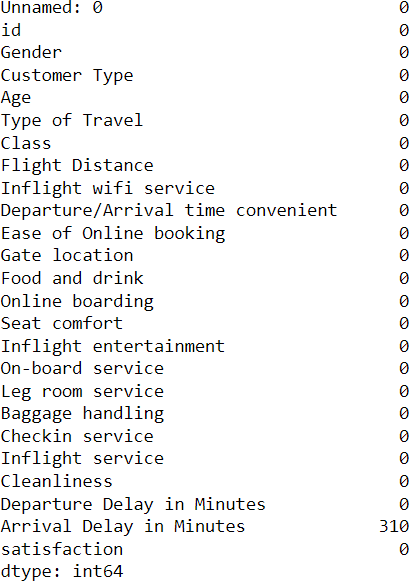 Unnamed: 0 0
id 0
Gender 0
Customer Type 0
Age 0
Type of Travel 0
Class 0
Flight Distance 0
Inflight wifi service 0
Departure/Arrival time convenient 0
Ease of Online booking 0
Gate location 0
Food and drink 0
Online boarding 0
Seat comfort 0
Inflight entertainment 0
On-board service 0
Leg room service 0
Baggage handling 0
Checkin service 0
Inflight service 0
Cleanliness 0
Departure Delay in Minutes 0
Arrival Delay in Minutes 310
satisfaction 0
dtype: int64